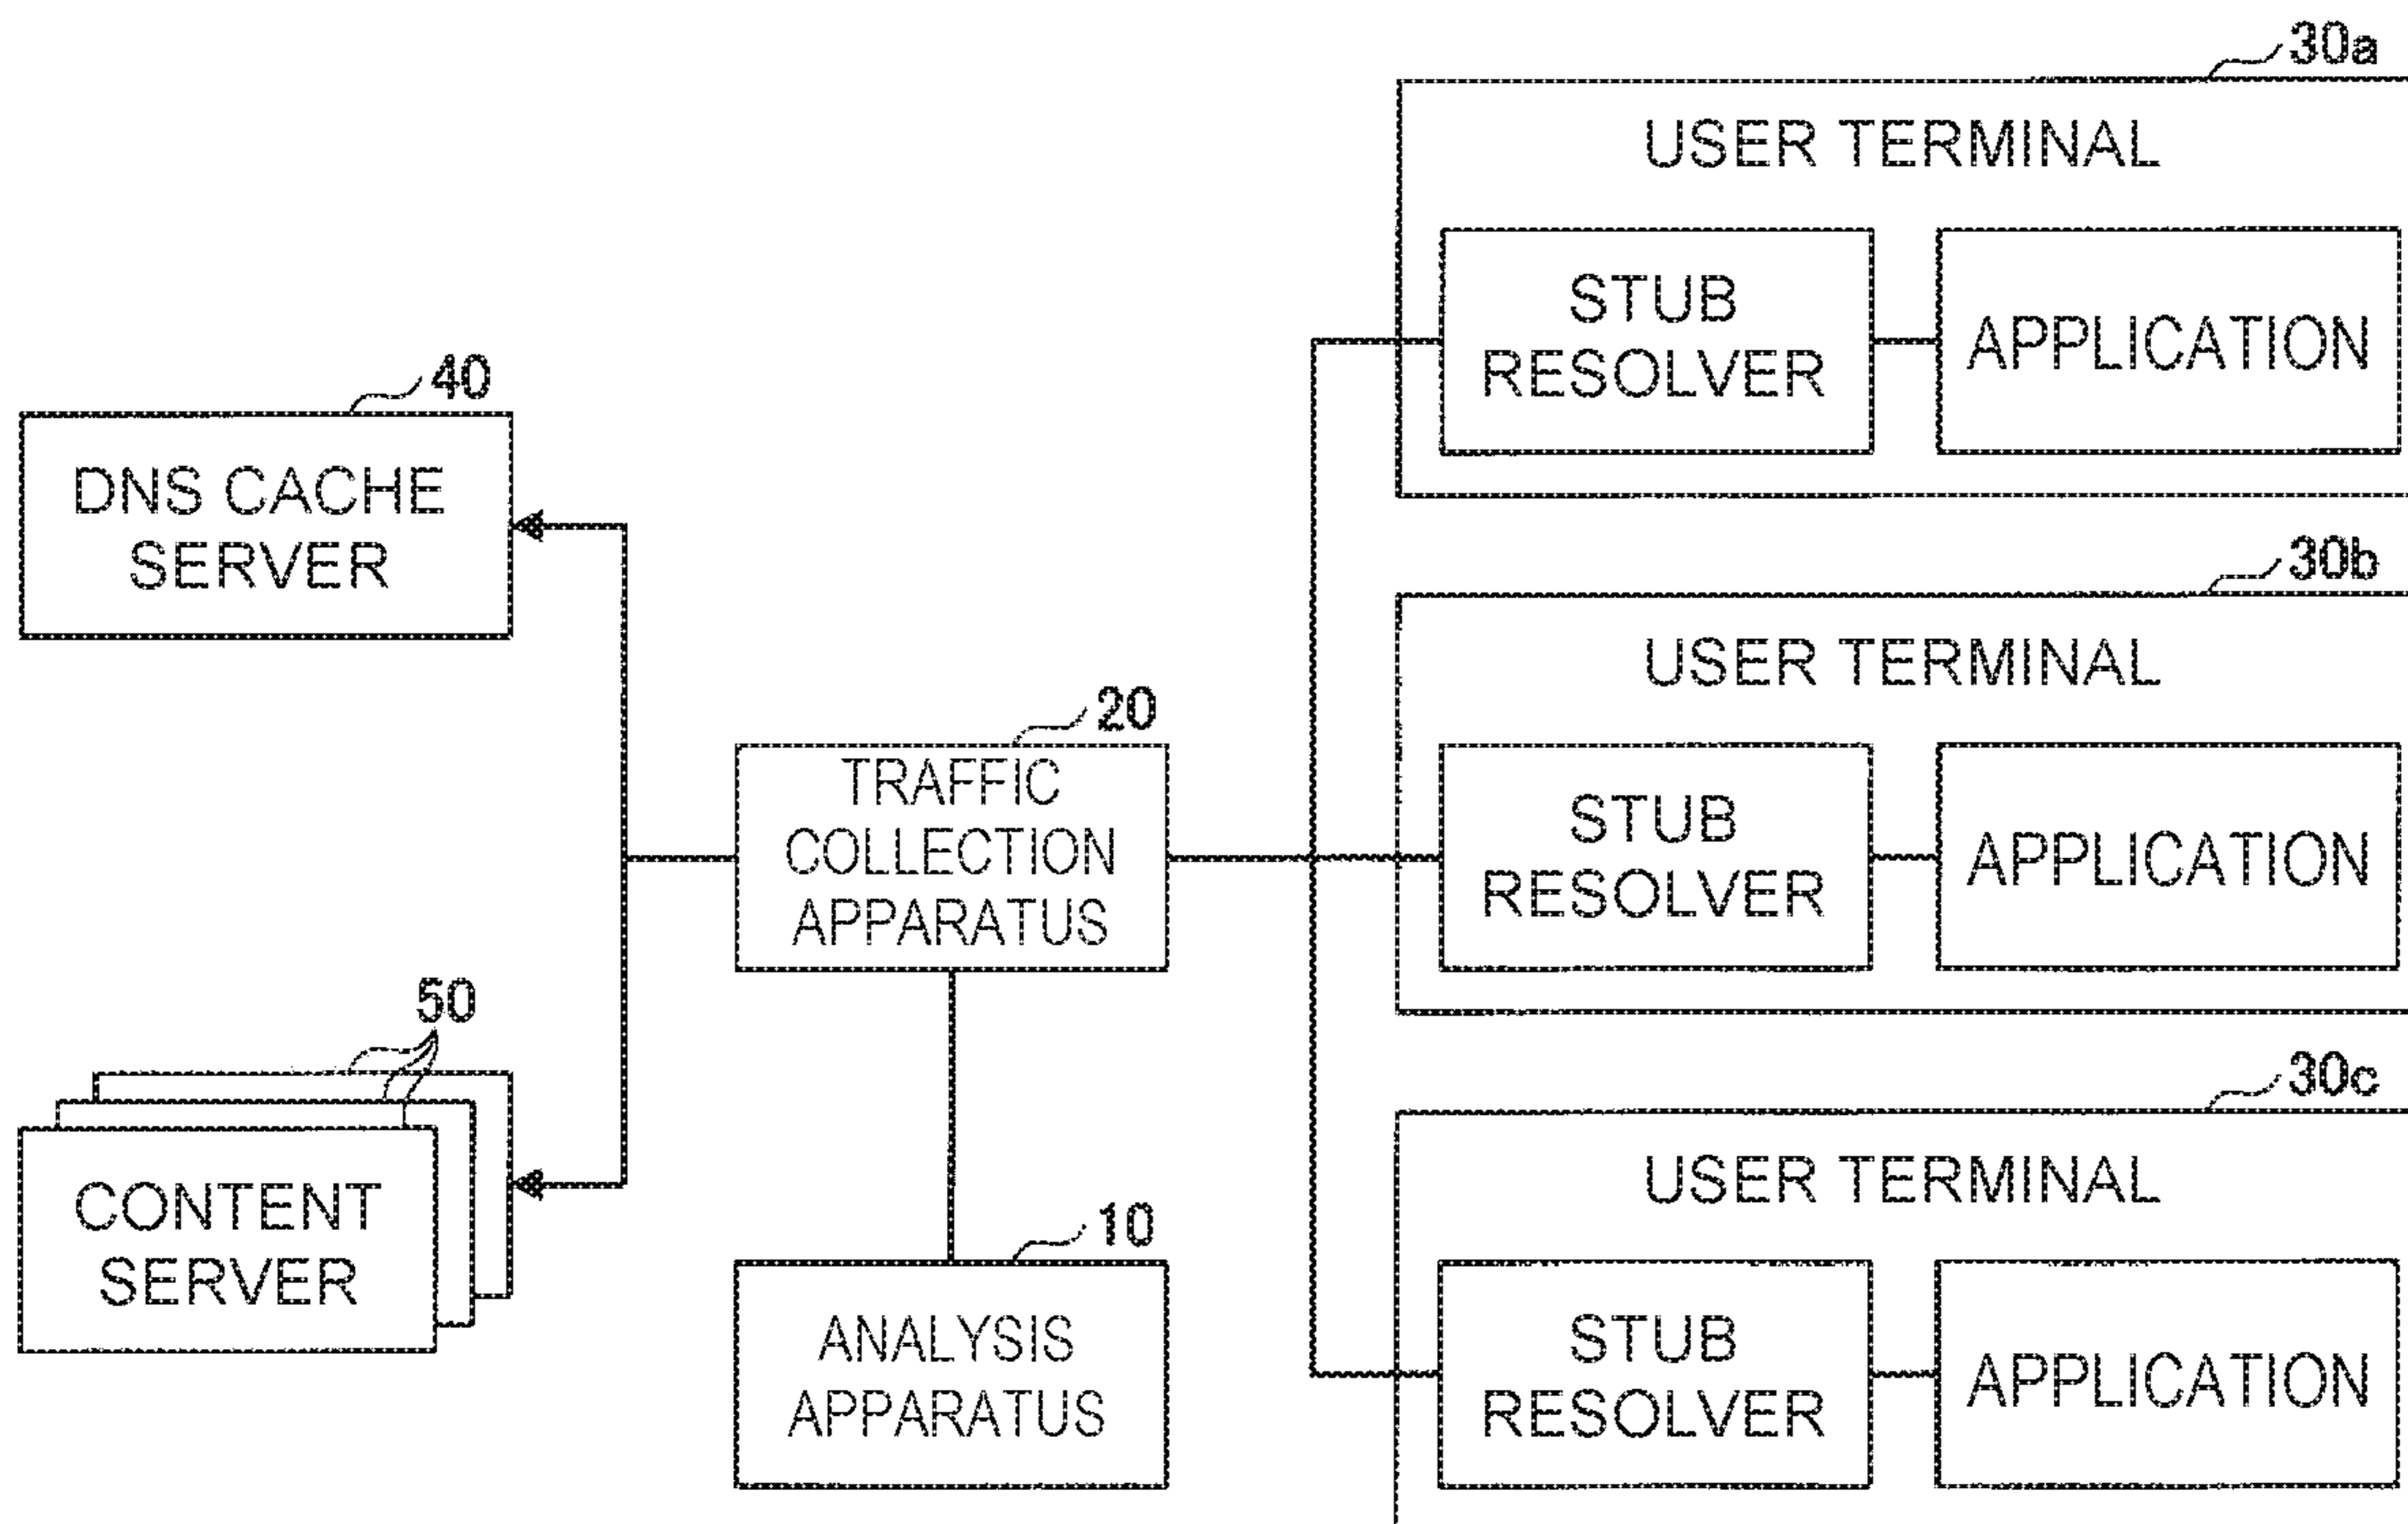 30a
USER TERMINAL
STUB
RESOLVER
APPLICATION
40
DNS CACHE
SERVER
30b
USER TERMINAL
STUB
RESOLVER
APPLICATION
20
TRAFFIC
COLLECTION
APPARATUS
50
CONTENT
SERVER
10
ANALYSIS
APPARATUS
30c
USER TERMINAL
STUB
RESOLVER
APPLICATION